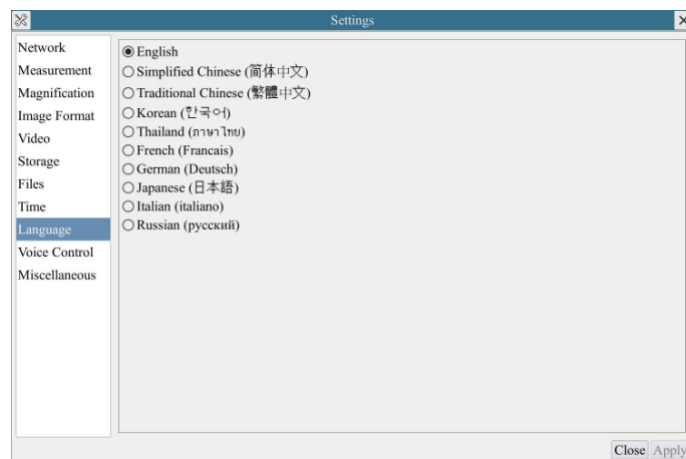 Settings
Network
Measurement
Magnification
Image Format
Video
Storage
Files
Time
Language
Voice Control
Miscellaneous
English
Simplified Chinese (简体中文)
Traditional Chinese (繁體中文)
Korean (한국어)
Thailand (ภาษาไทย)
French (Francais)
German (Deutsch)
Japanese (日本語)
Italian (italiano)
Russian (русский)
Close Apply